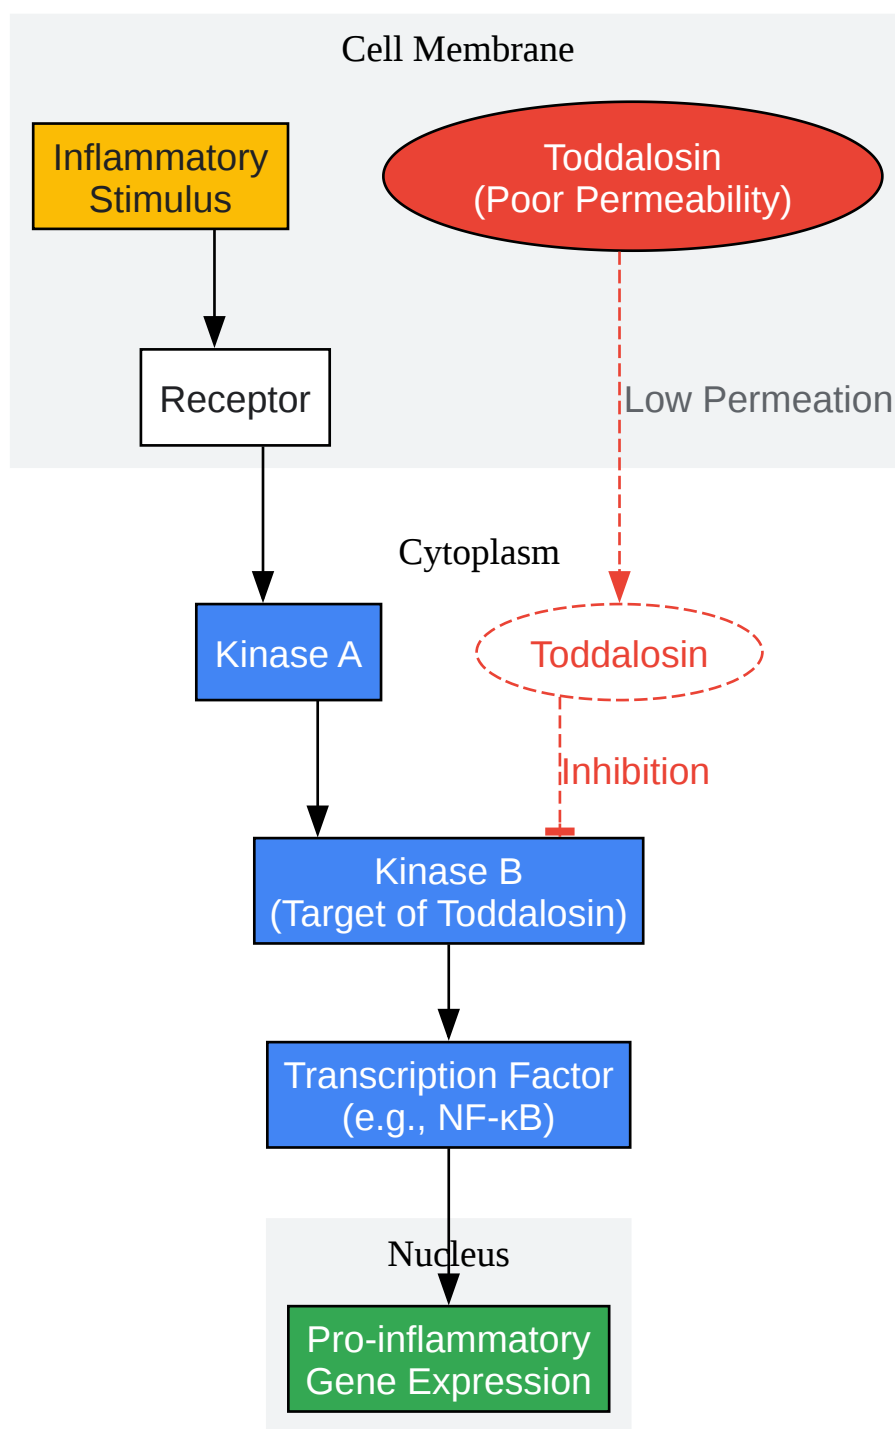 Cell Membrane
Inflammatory
Stimulus
Toddalosin
(Poor Permeability)
Receptor
Low Permeation
Cytoplasm
Kinase A
Toddalosin
Inhibition
Kinase B
(Target of Toddalosin)
Transcription Factor
(e.g., NF-κB)
Nucleus
Pro-inflammatory
Gene Expression